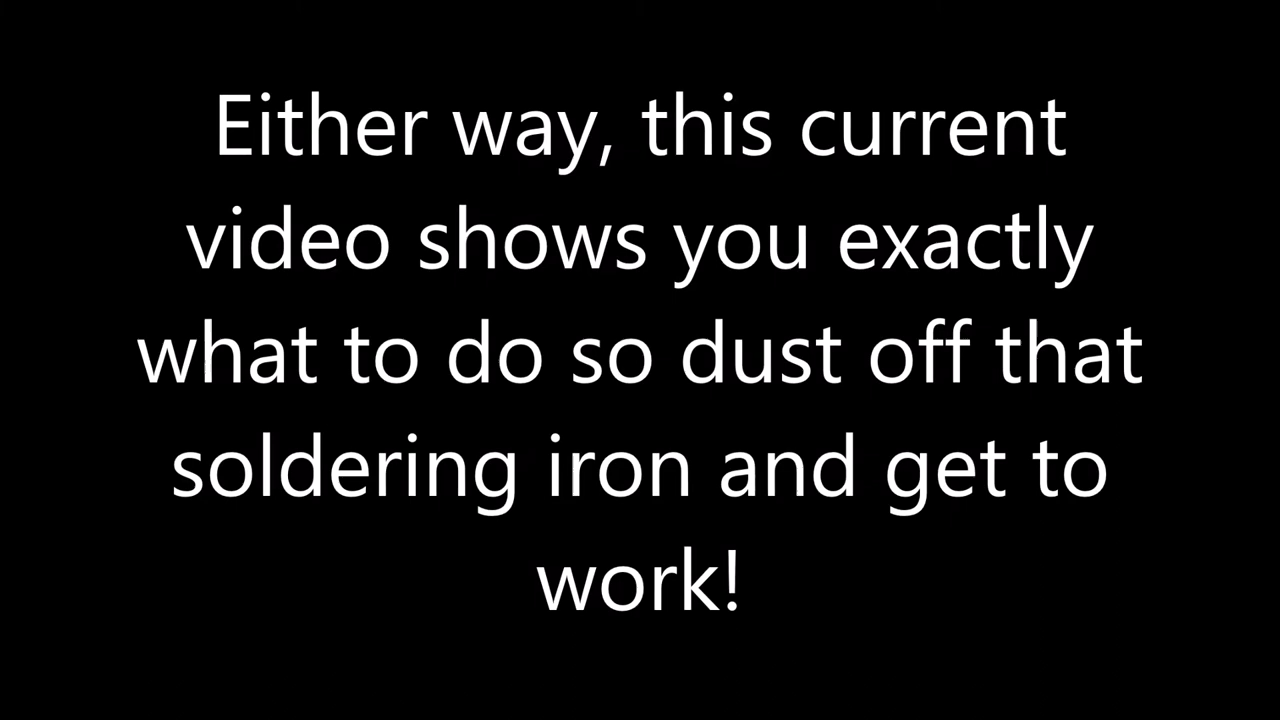 Either way, this current
video shows you exactly
what to do so dust off that
soldering iron and get to
work!